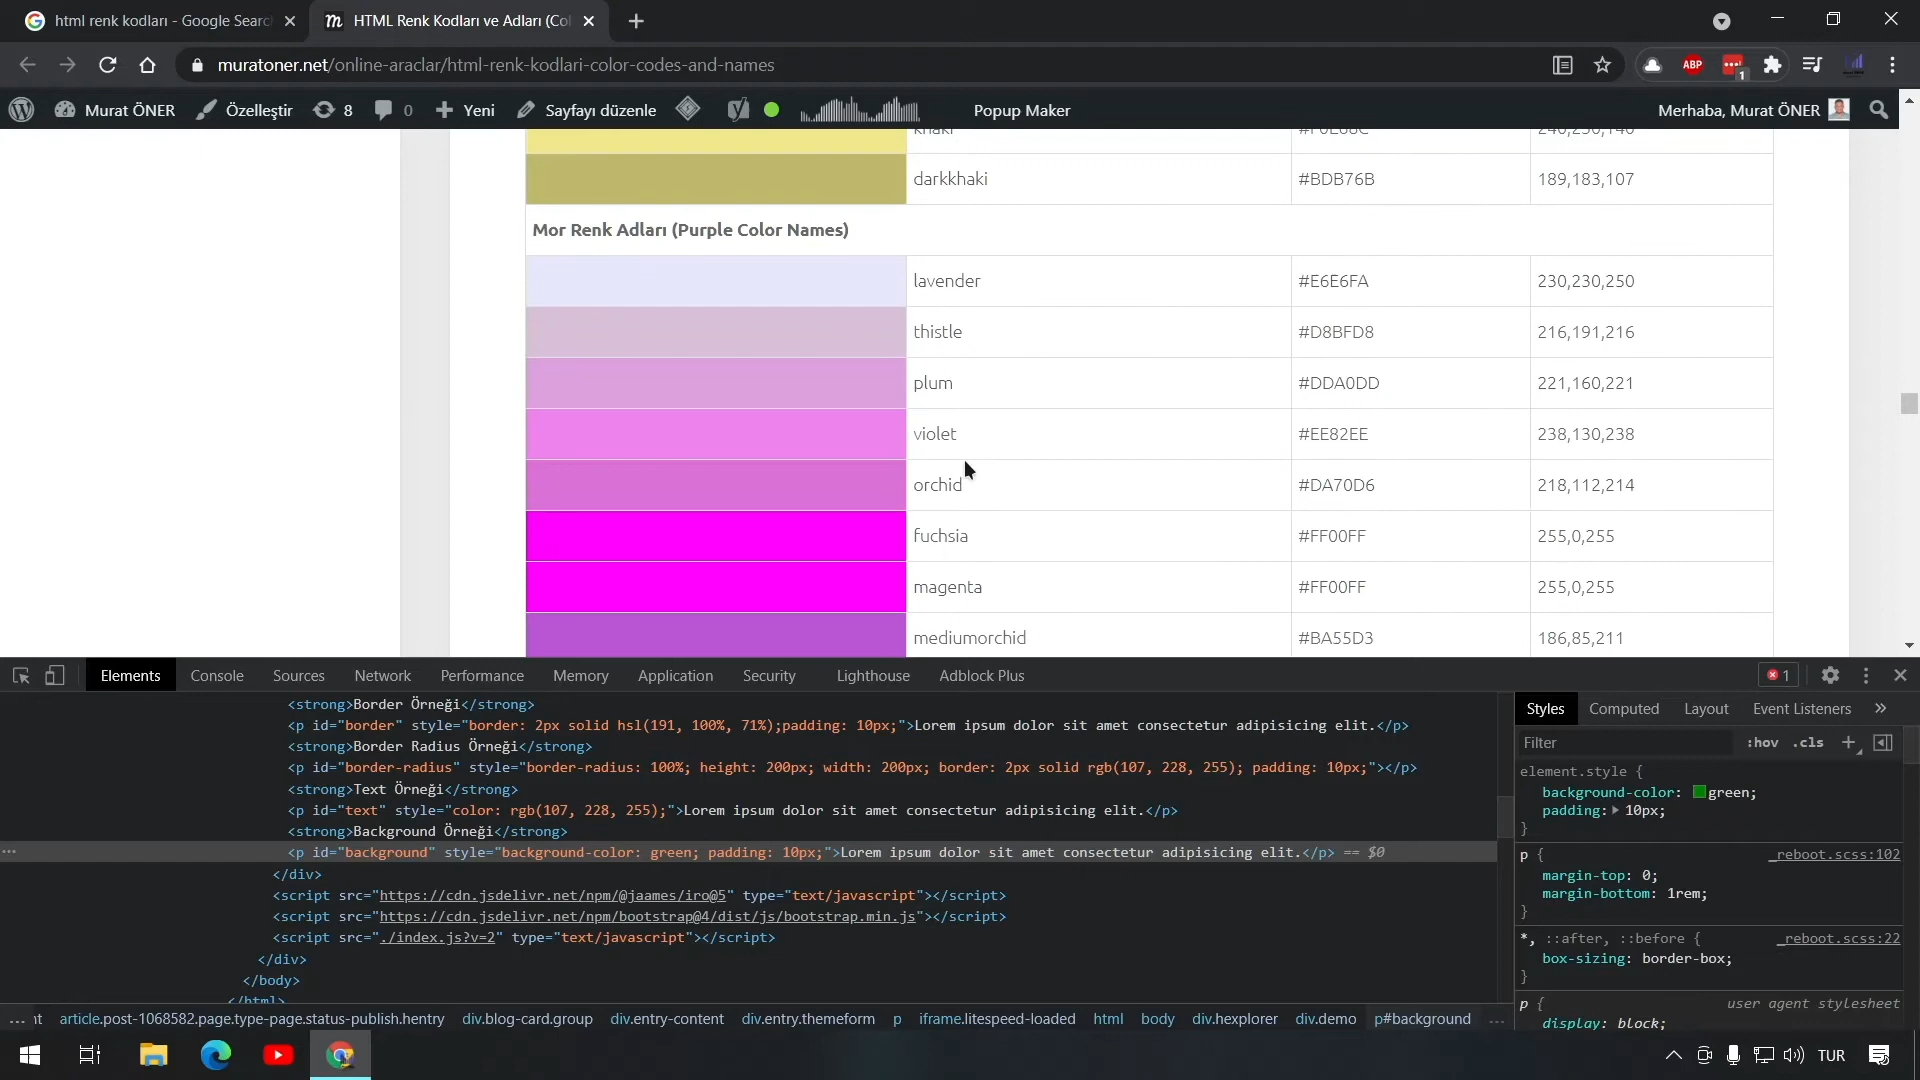 html renk kodları - Google Searc
HTML Renk Kodları ve Adları (Col
muratoner.net/online-araclar/html-renk-kodlari-color-codes-and-names
ABP
1
Murat ÖNER
Özelleştir
8
0
Yeni
Sayfayı düzenle
Popup Maker
Merhaba, Murat ÖNER
khaki #F0E68C 240,230,140
darkkhaki #BDB76B 189,183,107
Mor Renk Adları (Purple Color Names)
lavender #E6E6FA 230,230,250
thistle #D8BFD8 216,191,216
plum #DDA0DD 221,160,221
violet #EE82EE 238,130,238
orchid #DA70D6 218,112,214
fuchsia #FF00FF 255,0,255
magenta #FF00FF 255,0,255
mediumorchid #BA55D3 186,85,211
Elements Console Sources Network Performance Memory Application Security Lighthouse Adblock Plus 1
<strong>Border Örneği</strong>
<p id="border" style="border: 2px solid hsl(191, 100%, 71%);padding: 10px;">Lorem ipsum dolor sit amet consectetur adipisicing elit.</p>
<strong>Border Radius Örneği</strong>
<p id="border-radius" style="border-radius: 100%; height: 200px; width: 200px; border: 2px solid rgb(107, 228, 255); padding: 10px;"></p>
<strong>Text Örneği</strong>
<p id="text" style="color: rgb(107, 228, 255);">Lorem ipsum dolor sit amet consectetur adipisicing elit.</p>
<strong>Background Örneği</strong>
<p id="background" style="background-color: green; padding: 10px;">Lorem ipsum dolor sit amet consectetur adipisicing elit.</p> == $0
</div>
<script src="https://cdn.jsdelivr.net/npm/@jaames/iro@5" type="text/javascript"></script>
<script src="https://cdn.jsdelivr.net/npm/bootstrap@4/dist/js/bootstrap.min.js"></script>
<script src="./index.js?v=2" type="text/javascript"></script>
</div>
</body>
</html>
... nt article.post-1068582.page.type-page.status-publish.hentry div.blog-card.group div.entry-content div.entry.themeform p iframe.litespeed-loaded html body div.hexplorer div.demo p#background ...
Styles Computed Layout Event Listeners »
Filter :hov .cls +
element.style {
background-color: green;
padding: 10px;
}
p { _reboot.scss:102
margin-top: 0;
margin-bottom: 1rem;
}
*, ::after, ::before { _reboot.scss:22
box-sizing: border-box;
}
p { user agent stylesheet
display: block;
TUR